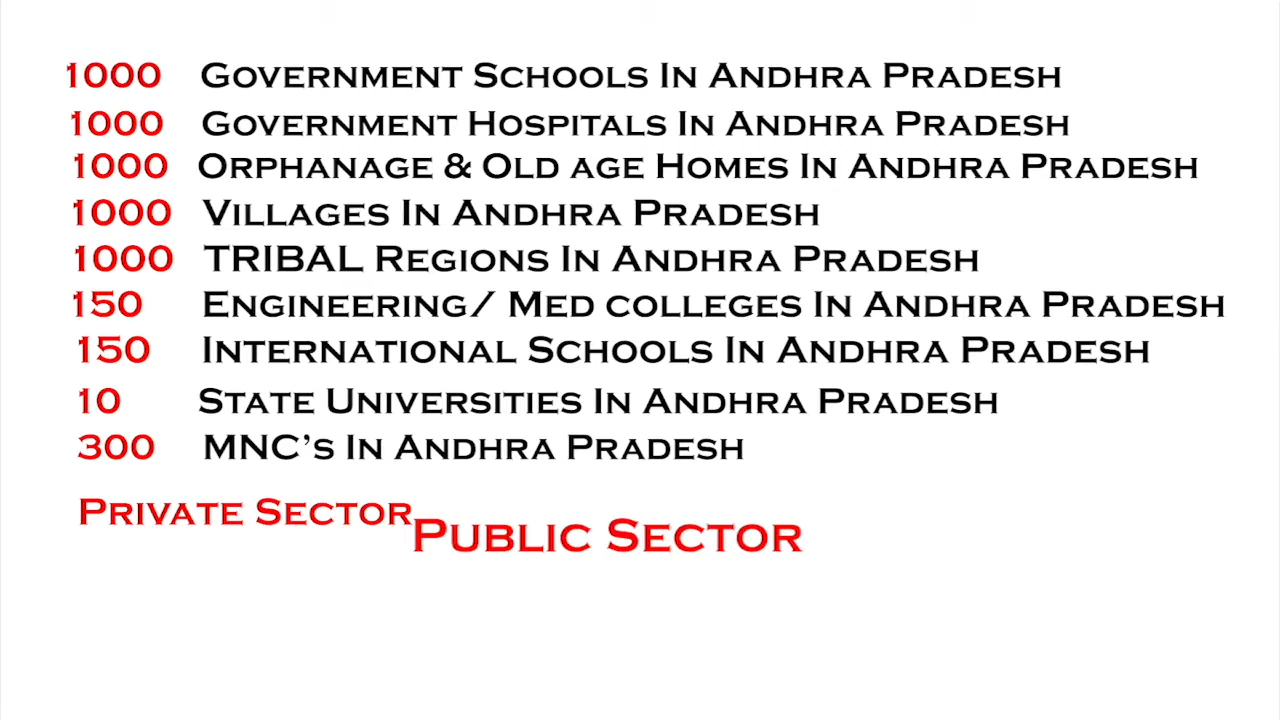 1000 Government Schools In Andhra Pradesh
1000 Government Hospitals In Andhra Pradesh
1000 Orphanage & Old age Homes In Andhra Pradesh
1000 Villages In Andhra Pradesh
1000 TRIBAL Regions In Andhra Pradesh
150 Engineering/ Med colleges In Andhra Pradesh
150 International Schools In Andhra Pradesh
10 State Universities In Andhra Pradesh
300 MNC's In Andhra Pradesh
Private Sector
Public Sector